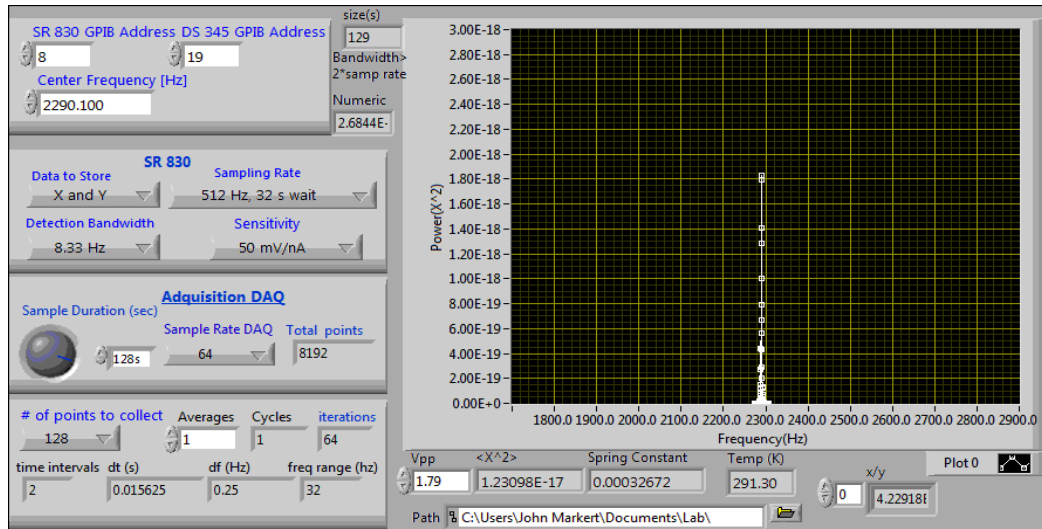 SR 830 GPIB Address DS 345 GPIB Address
8 19
Center Frequency [Hz]
2290.100
size(s)
129
Bandwidth>
2*samp rate
Numeric
2.6844E-
SR 830
Data to Store Sampling Rate
X and Y 512 Hz, 32 s wait
Detection Bandwidth Sensitivity
8.33 Hz 50 mV/nA
Adquisition DAQ
Sample Duration (sec)
128s
Sample Rate DAQ Total points
64 8192
# of points to collect Averages Cycles iterations
128 1 1 64
time intervals dt (s) df (Hz) freq range (hz)
2 0.015625 0.25 32
Power(X^2)
3.00E-18
2.80E-18
2.60E-18
2.40E-18
2.20E-18
2.00E-18
1.80E-18
1.60E-18
1.40E-18
1.20E-18
1.00E-18
8.00E-19
6.00E-19
4.00E-19
2.00E-19
0.00E+0
1800.0 1900.0 2000.0 2100.0 2200.0 2300.0 2400.0 2500.0 2600.0 2700.0 2800.0 2900.0
Frequency(Hz)
Vpp <X^2> Spring Constant Temp (K) x/y Plot 0
1.79 1.23098E-17 0.00032672 291.30 0 4.22918E
Path C:\Users\John Markert\Documents\Lab\